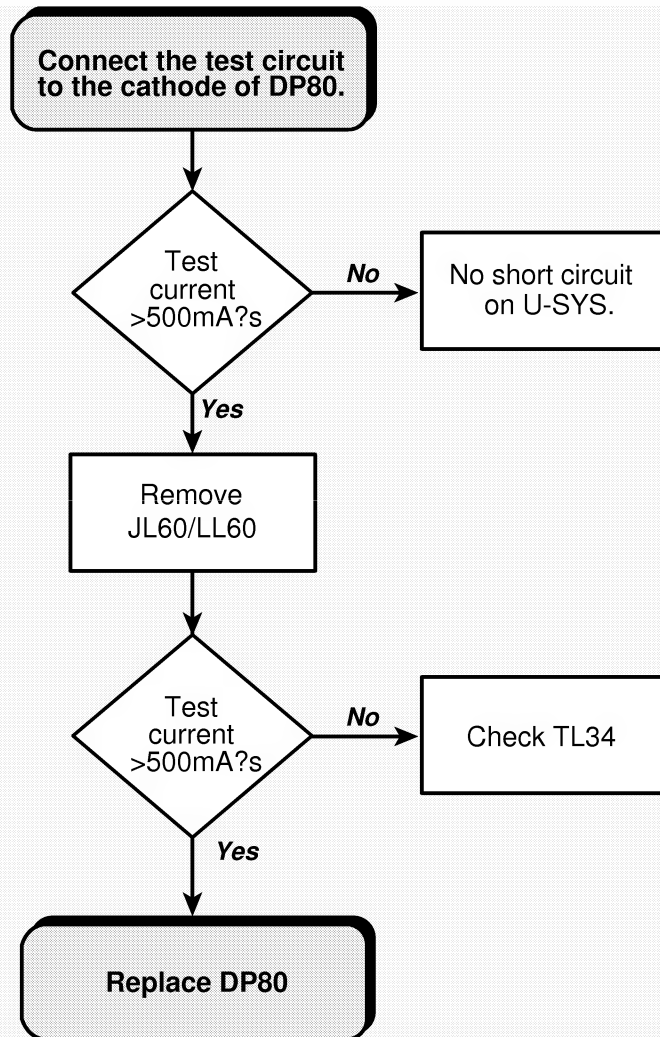 Connect the test circuit
to the cathode of DP80.
Test
current
>500mA?s
No
No short circuit
on U-SYS.
Yes
Remove
JL60/LL60
Test
current
>500mA?s
No
Check TL34
Yes
Replace DP80